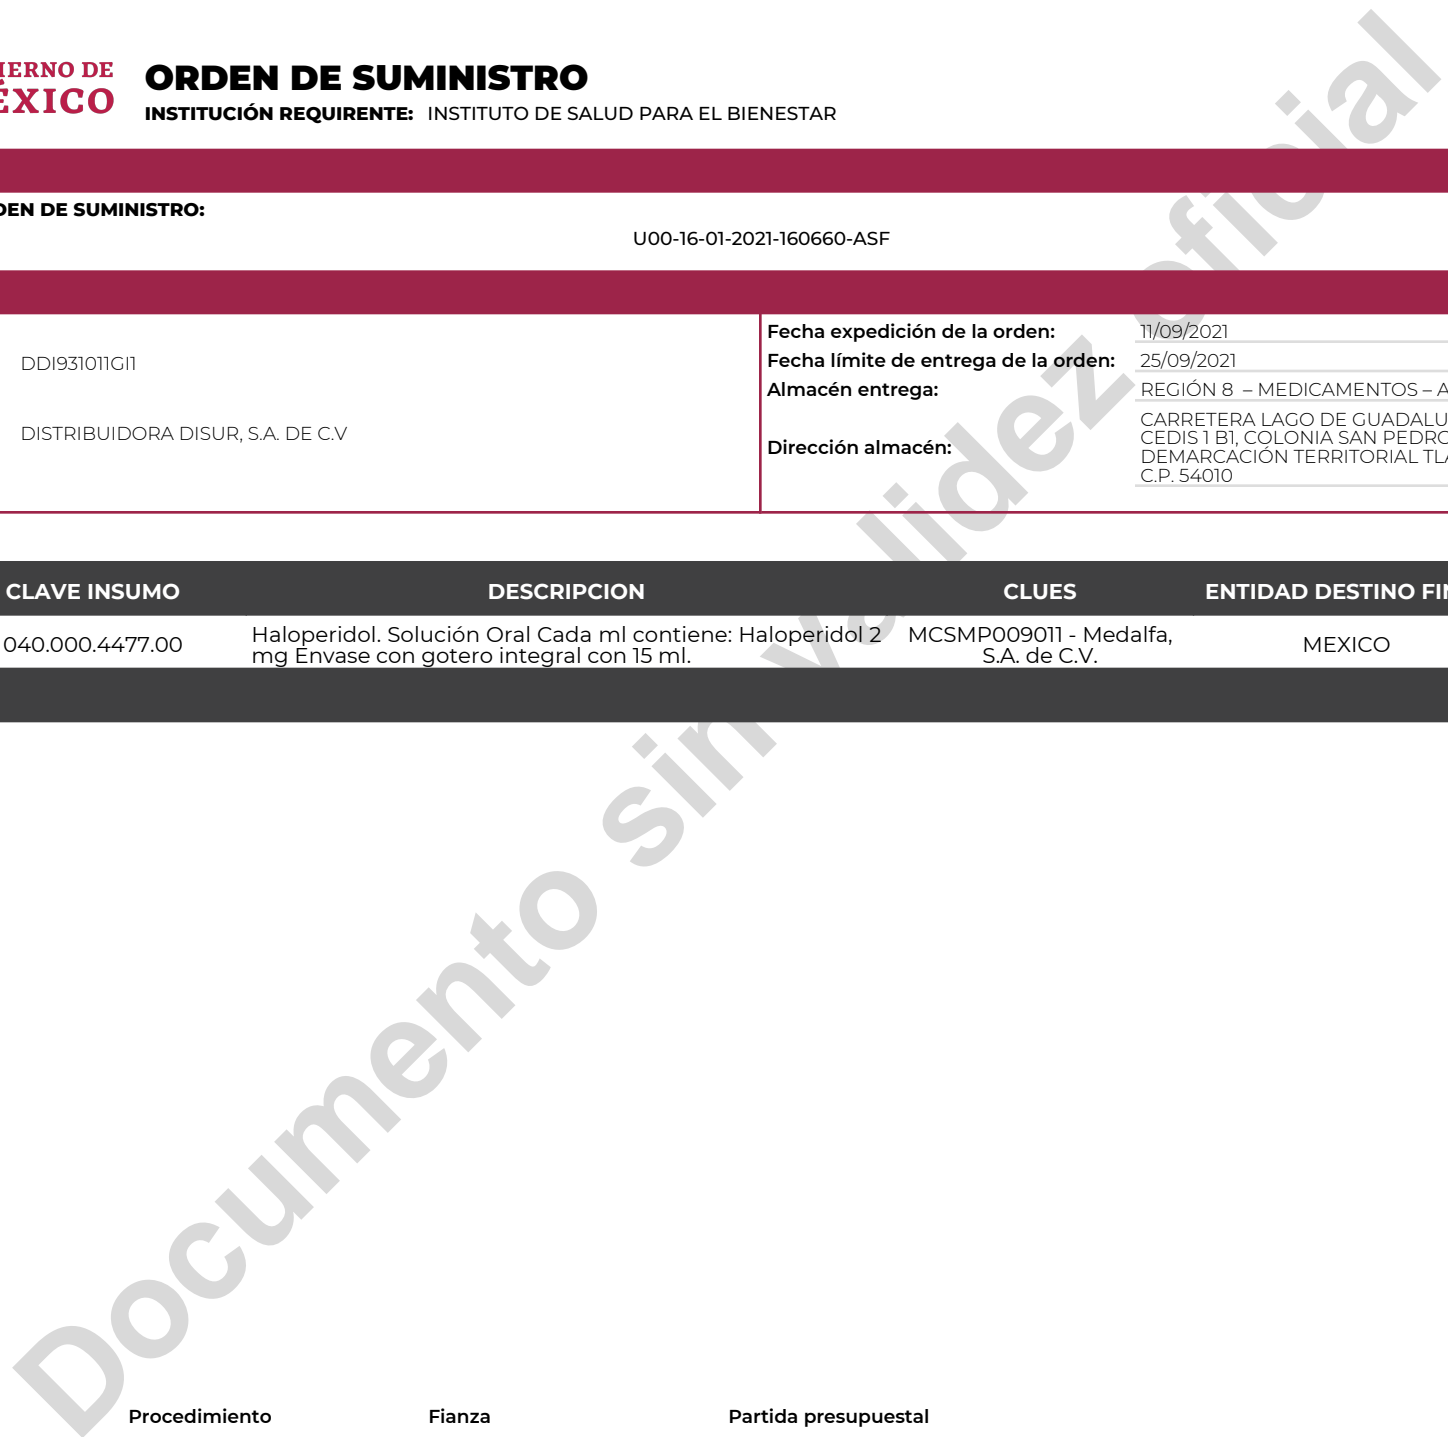 IERNO DE
ÉXICO
ORDEN DE SUMINISTRO
INSTITUCIÓN REQUIRENTE: INSTITUTO DE SALUD PARA EL BIENESTAR
DEN DE SUMINISTRO:
U00-16-01-2021-160660-ASF
DDI931011GI1
DISTRIBUIDORA DISUR, S.A. DE C.V
Fecha expedición de la orden: 11/09/2021
Fecha límite de entrega de la orden: 25/09/2021
Almacén entrega: REGIÓN 8 – MEDICAMENTOS – A
Dirección almacén:
CARRETERA LAGO DE GUADALU
CEDIS 1 B1, COLONIA SAN PEDRO
DEMARCACIÓN TERRITORIAL TLA
C.P. 54010
CLAVE INSUMO DESCRIPCION CLUES ENTIDAD DESTINO FIN
040.000.4477.00
Haloperidol. Solución Oral Cada ml contiene: Haloperidol 2
mg Envase con gotero integral con 15 ml.
MCSMP009011 - Medalfa,
S.A. de C.V.
MEXICO
Documento sin validez oficial
Procedimiento Fianza Partida presupuestal